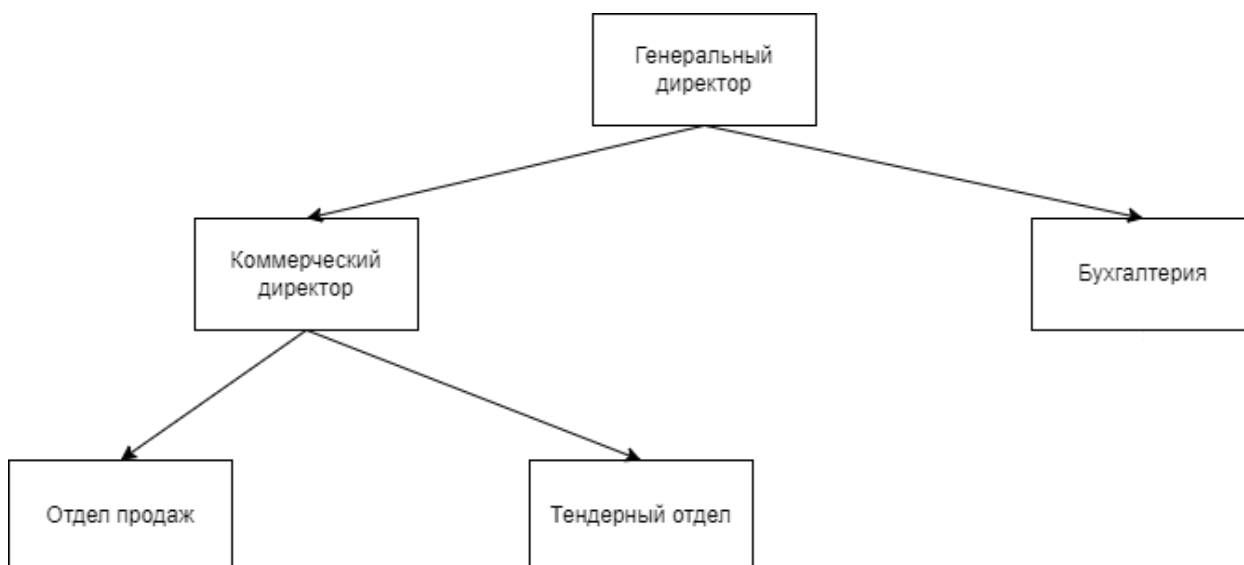 Генеральный
директор
Коммерческий
директор
Бухгалтерия
Отдел продаж
Тендерный отдел